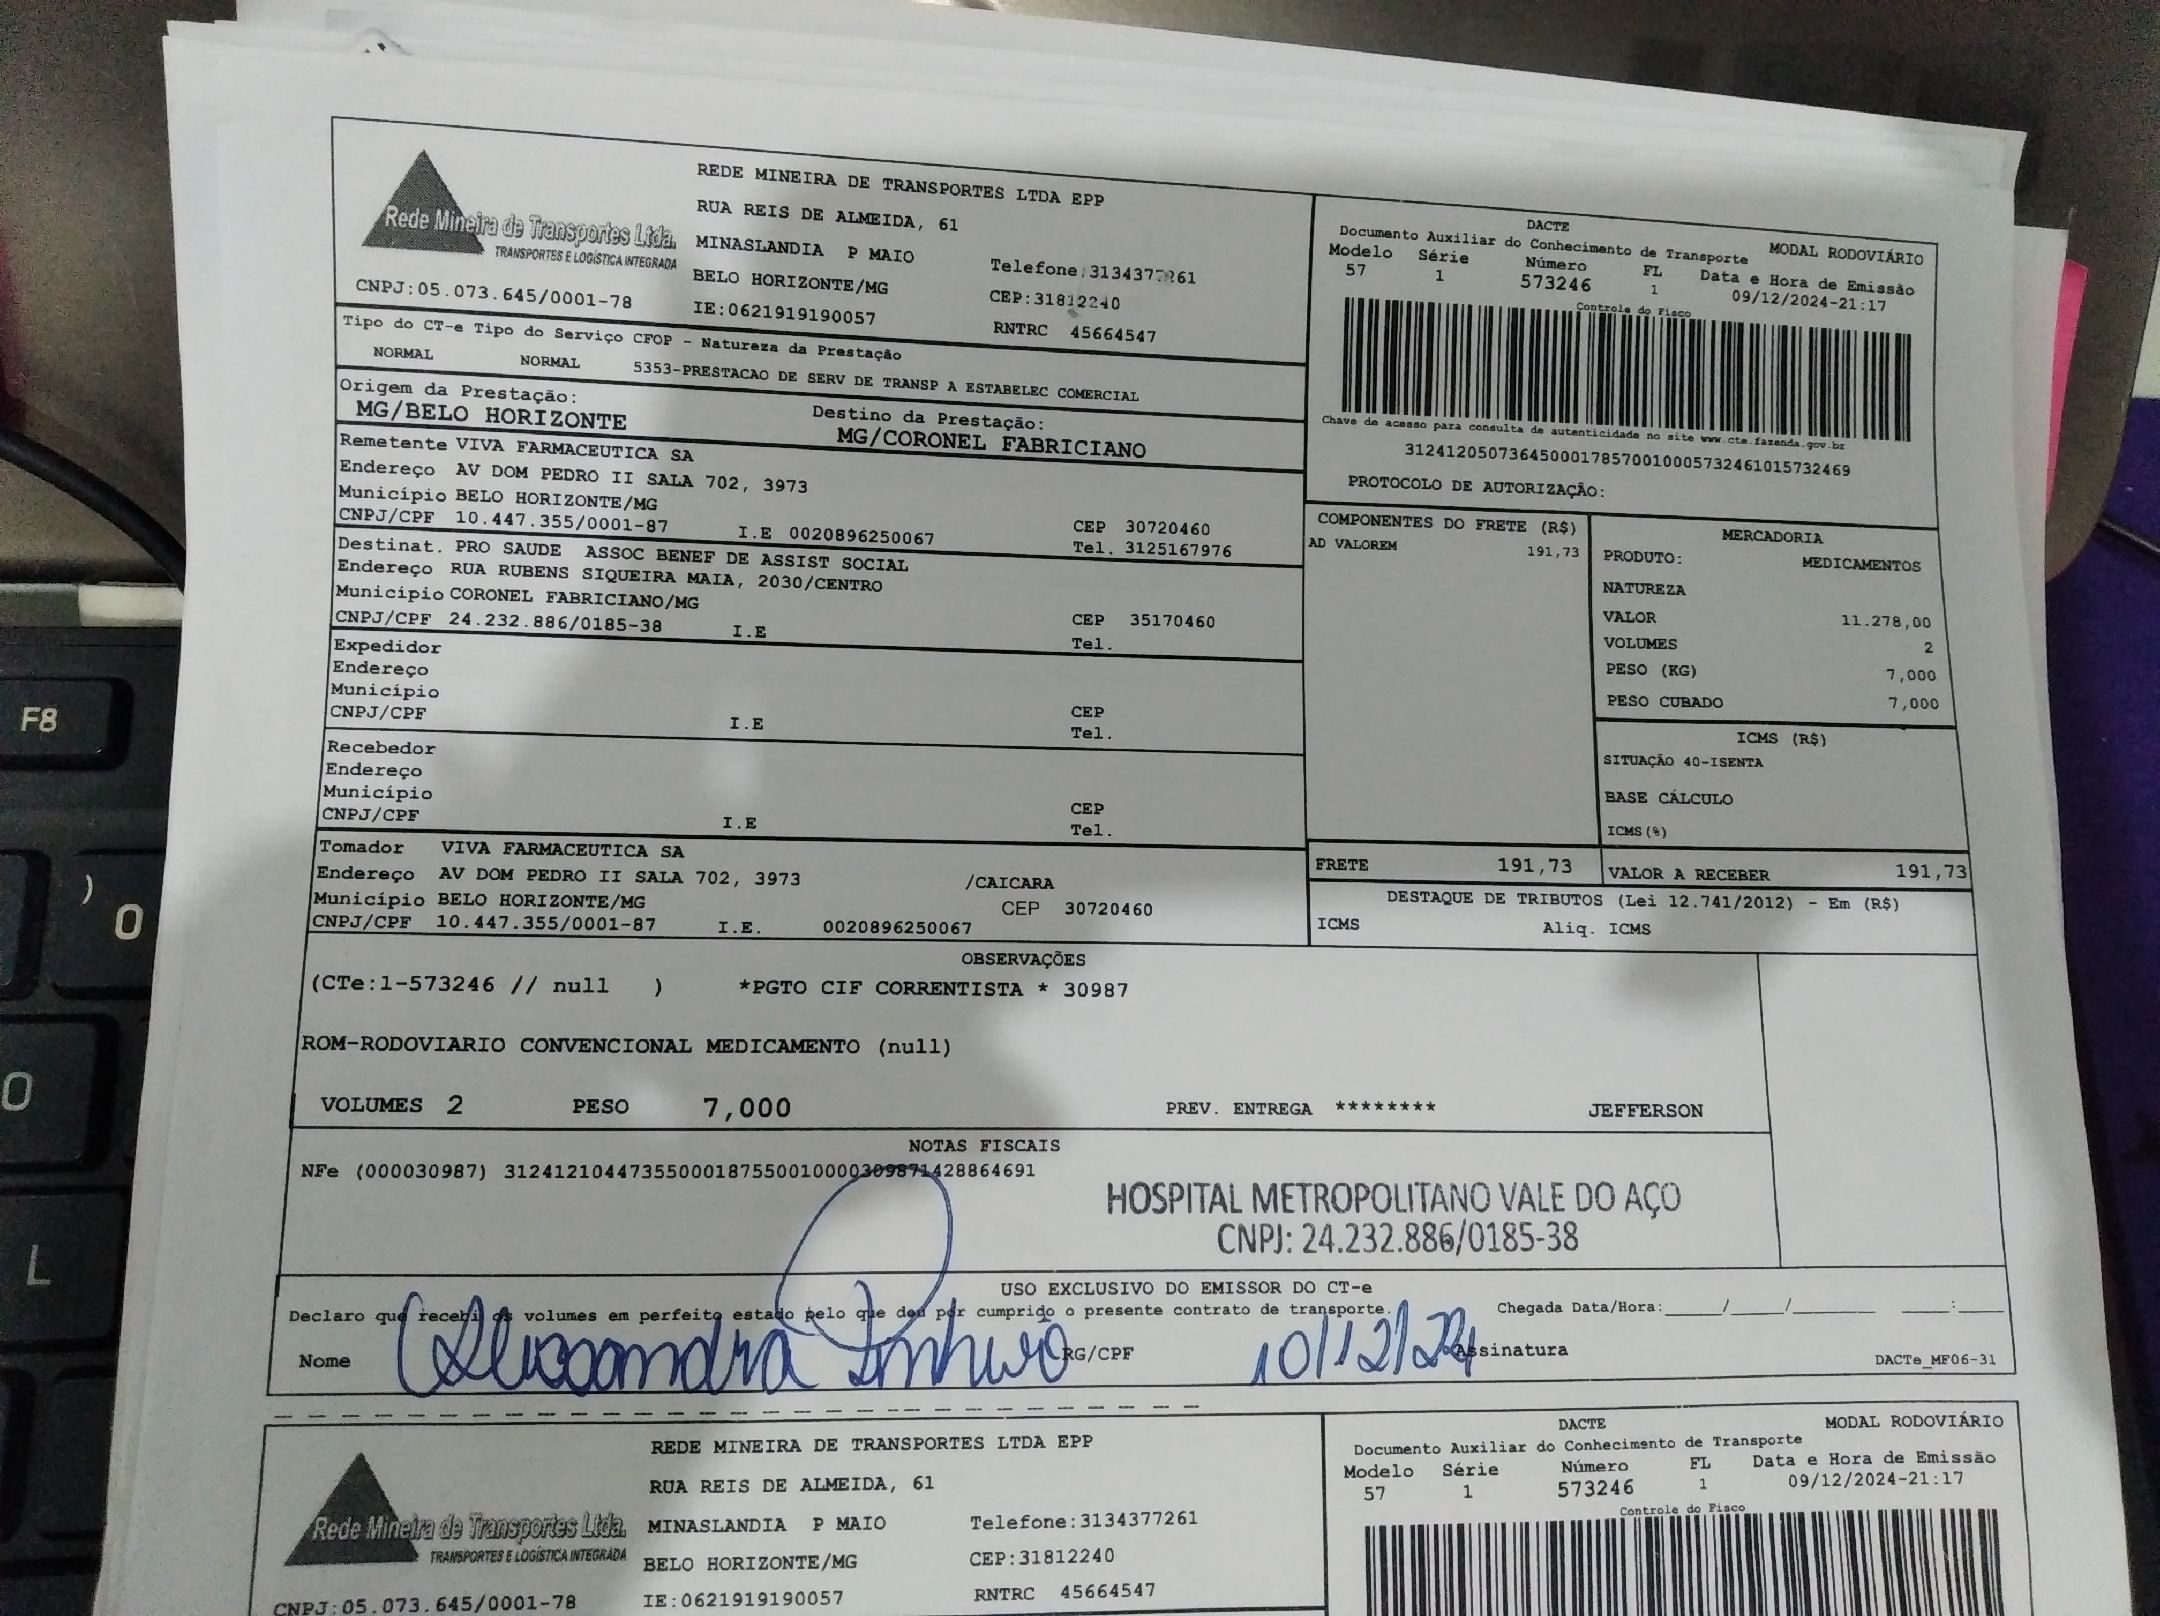 Rede Mineira de Transportes Ltda.
TRANSPORTES E LOGÍSTICA INTEGRADA
CNPJ:05.073.645/0001-78
REDE MINEIRA DE TRANSPORTES LTDA EPP
RUA REIS DE ALMEIDA, 61
MINASLANDIA P MAIO
BELO HORIZONTE/MG
IE:0621919190057
Telefone:3134377261
CEP:31812240
RNTRC 45664547
DACTE
MODAL RODOVIÁRIO
Documento Auxiliar do Conhecimento de Transporte
Modelo Série Número FL Data e Hora de Emissão
57 1 573246 1 09/12/2024-21:17
Controle do Fisco
Chave de acesso para consulta de autenticidade no site www.cte.fazenda.gov.br
31241205073645000178570010005732461015732469
PROTOCOLO DE AUTORIZAÇÃO:
Tipo do CT-e Tipo do Serviço CFOP - Natureza da Prestação
NORMAL NORMAL 5353-PRESTACAO DE SERV DE TRANSP A ESTABELEC COMERCIAL
Origem da Prestação: Destino da Prestação:
MG/BELO HORIZONTE MG/CORONEL FABRICIANO
Remetente VIVA FARMACEUTICA SA
Endereço AV DOM PEDRO II SALA 702, 3973
Município BELO HORIZONTE/MG CEP 30720460
CNPJ/CPF 10.447.355/0001-87 I.E 0020896250067 Tel. 3125167976
Destinat. PRO SAUDE ASSOC BENEF DE ASSIST SOCIAL
Endereço RUA RUBENS SIQUEIRA MAIA, 2030/CENTRO
Município CORONEL FABRICIANO/MG CEP 35170460
CNPJ/CPF 24.232.886/0185-38 I.E Tel.
Expedidor
Endereço
Município CEP
CNPJ/CPF I.E Tel.
Recebedor
Endereço
Município CEP
CNPJ/CPF I.E Tel.
Tomador VIVA FARMACEUTICA SA
Endereço AV DOM PEDRO II SALA 702, 3973 /CAICARA
Município BELO HORIZONTE/MG CEP 30720460
CNPJ/CPF 10.447.355/0001-87 I.E. 0020896250067
COMPONENTES DO FRETE (R$)
AD VALOREM 191,73
MERCADORIA
PRODUTO: MEDICAMENTOS
NATUREZA
VALOR 11.278,00
VOLUMES 2
PESO (KG) 7,000
PESO CUBADO 7,000
ICMS (R$)
SITUAÇÃO 40-ISENTA
BASE CÁLCULO
ICMS(%)
FRETE 191,73 VALOR A RECEBER 191,73
DESTAQUE DE TRIBUTOS (Lei 12.741/2012) - Em (R$)
ICMS Aliq. ICMS
OBSERVAÇÕES
(CTe:1-573246 // null ) *PGTO CIF CORRENTISTA * 30987
ROM-RODOVIARIO CONVENCIONAL MEDICAMENTO (null)
VOLUMES 2 PESO 7,000 PREV. ENTREGA ******** JEFFERSON
NOTAS FISCAIS
NFe (000030987) 31241210447355000187550010000309871428864691
HOSPITAL METROPOLITANO VALE DO AÇO
CNPJ: 24.232.886/0185-38
USO EXCLUSIVO DO EMISSOR DO CT-e
Declaro que recebi os volumes em perfeito estado pelo que dou por cumprido o presente contrato de transporte. Chegada Data/Hora:_____/_____/________ ____:____
Nome RG/CPF 10/12/24 Assinatura
DACTe_MF06-31
Rede Mineira de Transportes Ltda.
TRANSPORTES E LOGÍSTICA INTEGRADA
CNPJ:05.073.645/0001-78
REDE MINEIRA DE TRANSPORTES LTDA EPP
RUA REIS DE ALMEIDA, 61
MINASLANDIA P MAIO
BELO HORIZONTE/MG
IE:0621919190057
Telefone:3134377261
CEP:31812240
RNTRC 45664547
DACTE
MODAL RODOVIÁRIO
Documento Auxiliar do Conhecimento de Transporte
Modelo Série Número FL Data e Hora de Emissão
57 1 573246 1 09/12/2024-21:17
Controle do Fisco
F8
)
0
O
L